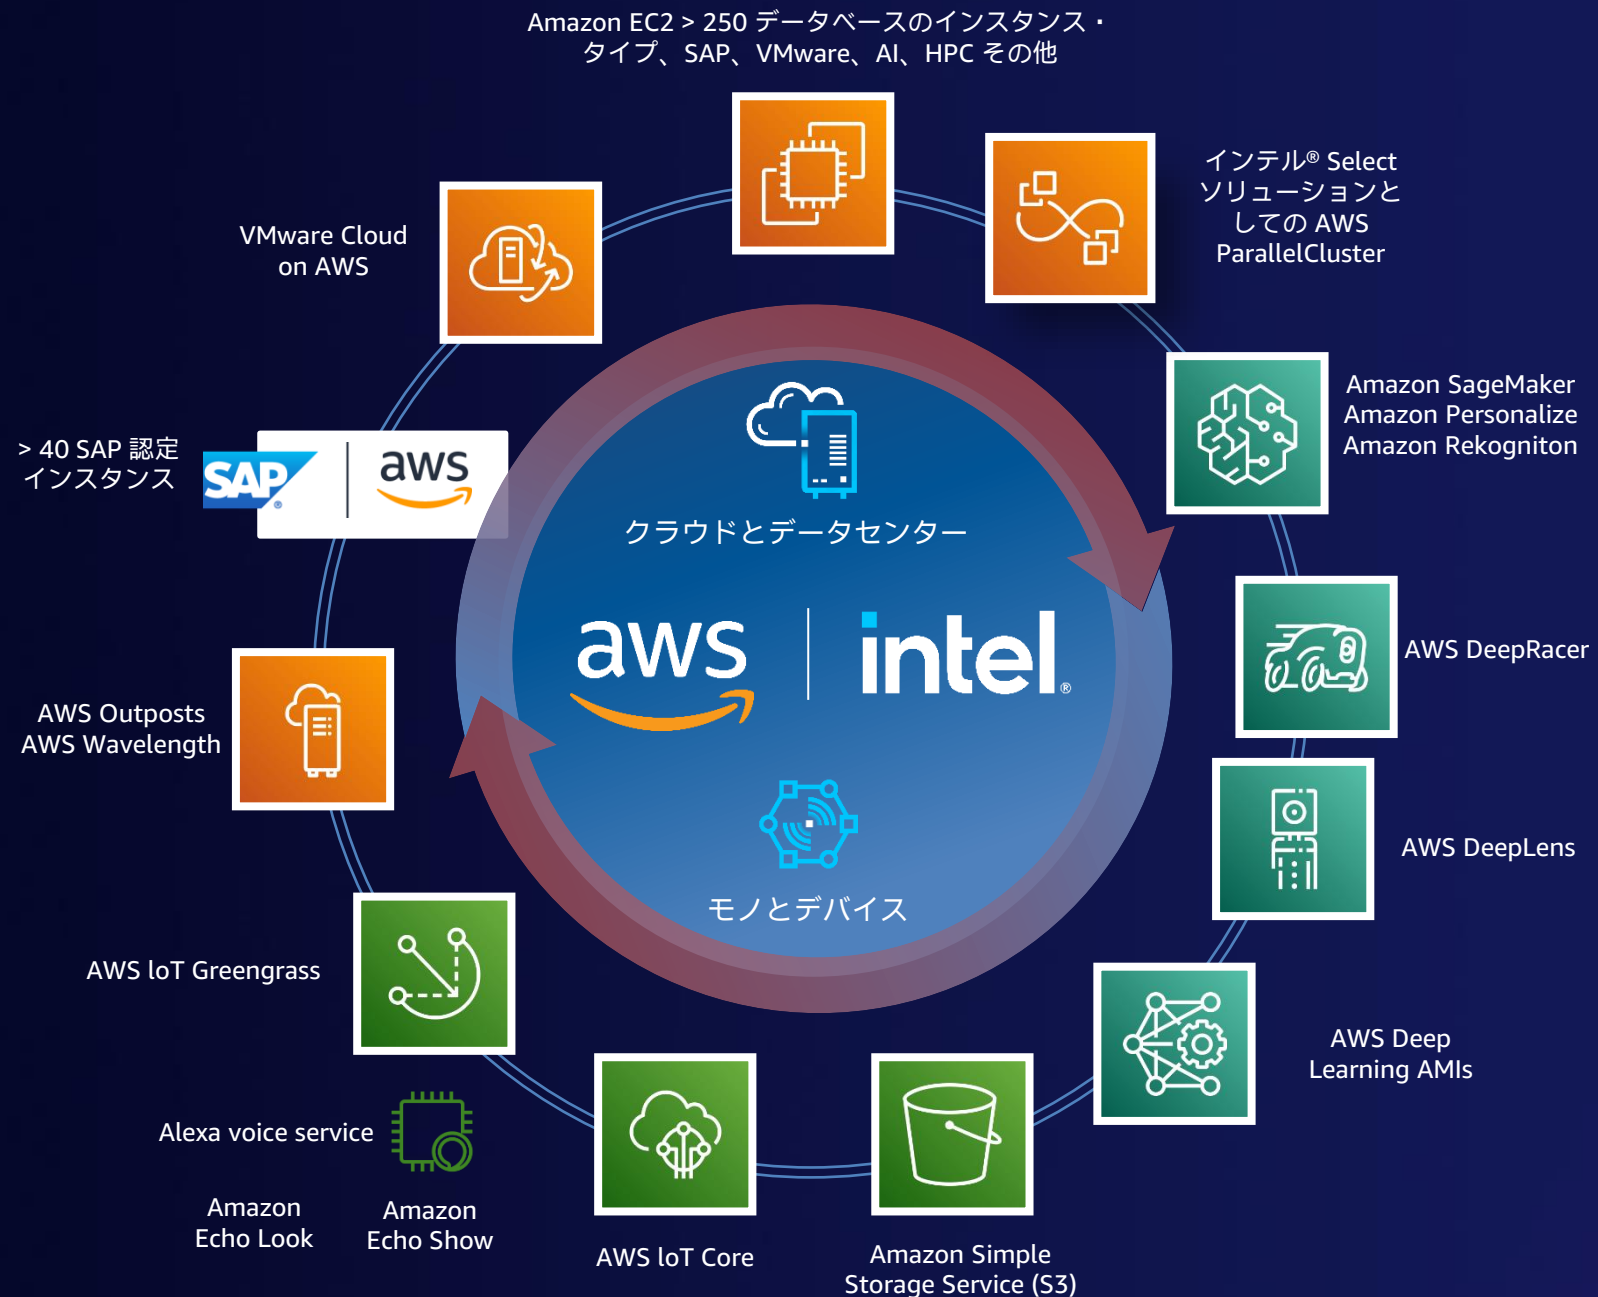 Amazon EC2 > 250 データベースのインスタンス・
タイプ、SAP、VMware、AI、HPC その他
インテル® Select
ソリューションと
しての AWS
ParallelCluster
VMware Cloud
on AWS
Amazon SageMaker
Amazon Personalize
Amazon Rekogniton
> 40 SAP 認定
インスタンス
SAP®
aws
クラウドとデータセンター
aws
intel®
AWS DeepRacer
AWS Outposts
AWS Wavelength
AWS DeepLens
モノとデバイス
AWS loT Greengrass
AWS Deep
Learning AMIs
Alexa voice service
Amazon
Echo Look
Amazon
Echo Show
AWS loT Core
Amazon Simple
Storage Service (S3)